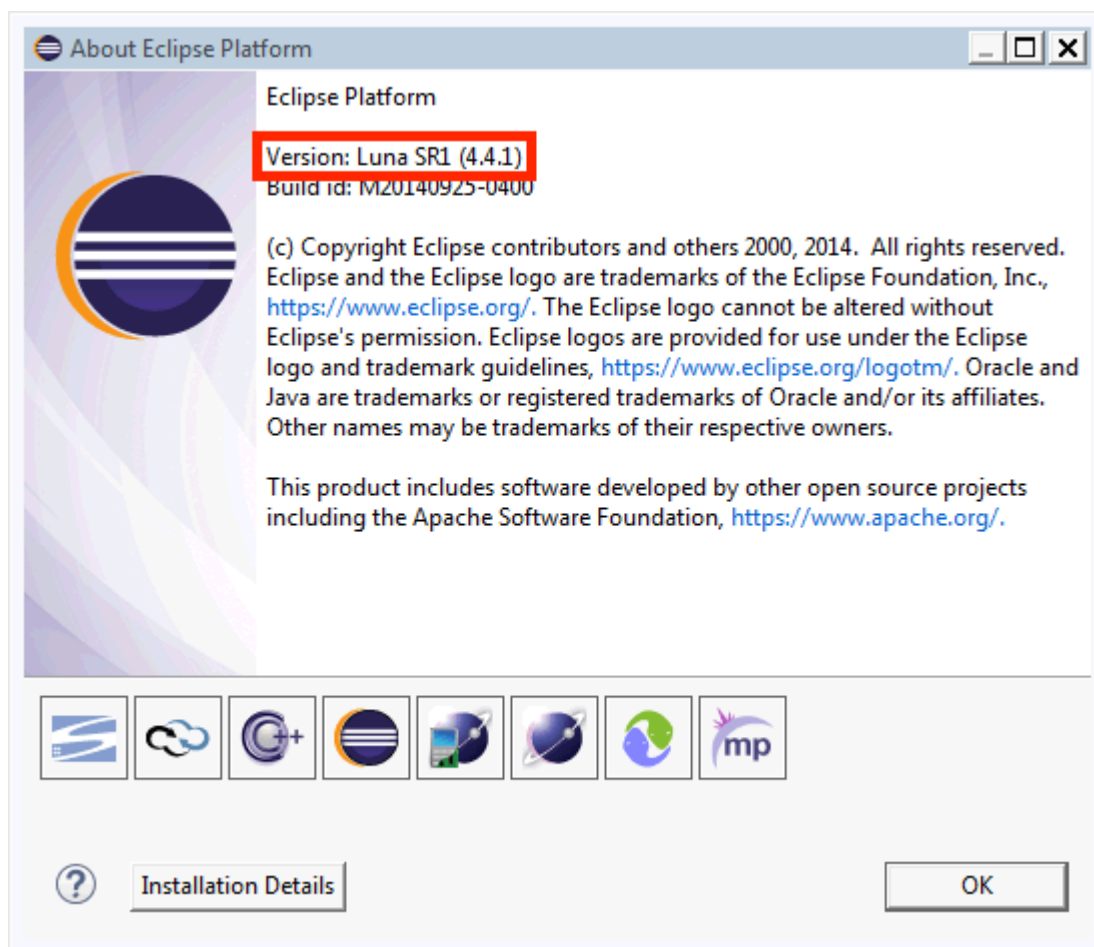 About Eclipse Platform
Eclipse Platform
Version: Luna SR1 (4.4.1)
Build id: M20140925-0400
(c) Copyright Eclipse contributors and others 2000, 2014.  All rights reserved.
Eclipse and the Eclipse logo are trademarks of the Eclipse Foundation, Inc.,
https://www.eclipse.org/. The Eclipse logo cannot be altered without
Eclipse's permission. Eclipse logos are provided for use under the Eclipse
logo and trademark guidelines, https://www.eclipse.org/logotm/. Oracle and
Java are trademarks or registered trademarks of Oracle and/or its affiliates.
Other names may be trademarks of their respective owners.
This product includes software developed by other open source projects
including the Apache Software Foundation, https://www.apache.org/.
C++
mp
? Installation Details OK